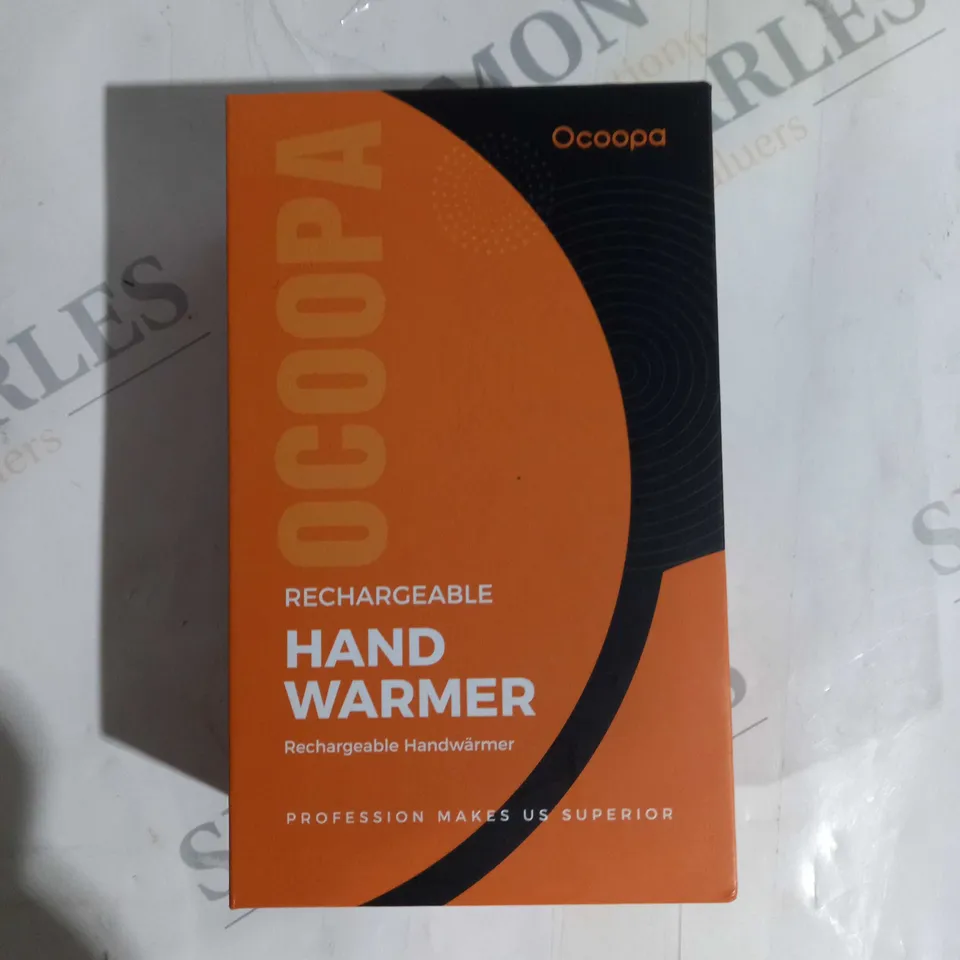 Ocoopa
OCOOPA
RECHARGEABLE
HAND
WARMER
Rechargeable Handwärmer
PROFESSION MAKES US SUPERIOR